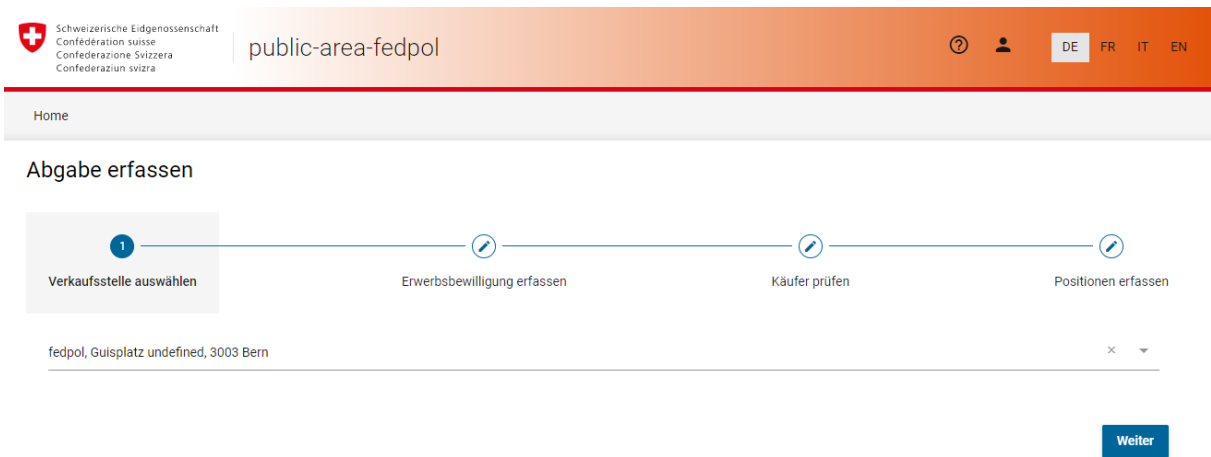 Schweizerische Eidgenossenschaft
Confédération suisse
Confederazione Svizzera
Confederaziun svizra
public-area-fedpol
DE FR IT EN
Home
Abgabe erfassen
1
Verkaufsstelle auswählen
Erwerbsbewilligung erfassen
Käufer prüfen
Positionen erfassen
fedpol, Guisplatz undefined, 3003 Bern
Weiter